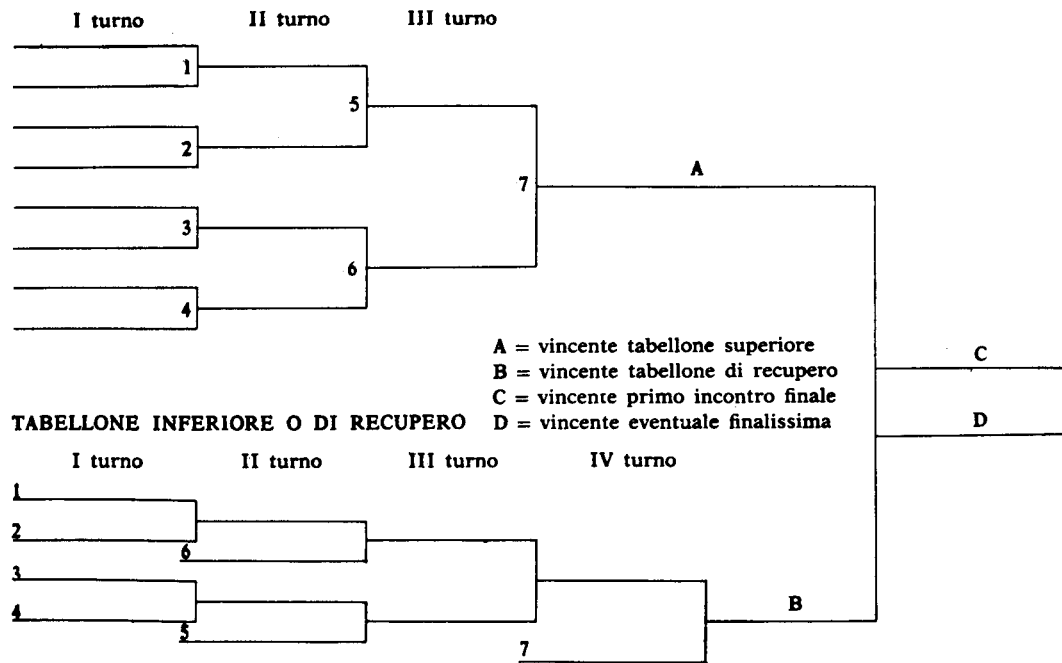 I turno II turno III turno
1
5
2
A
7
3
6
4
A = vincente tabellone superiore
B = vincente tabellone di recupero
C
C = vincente primo incontro finale
TABELLONE INFERIORE O DI RECUPERO D = vincente eventuale finalissima
D
I turno II turno III turno IV turno
1
2
6
3
B
4
5
7